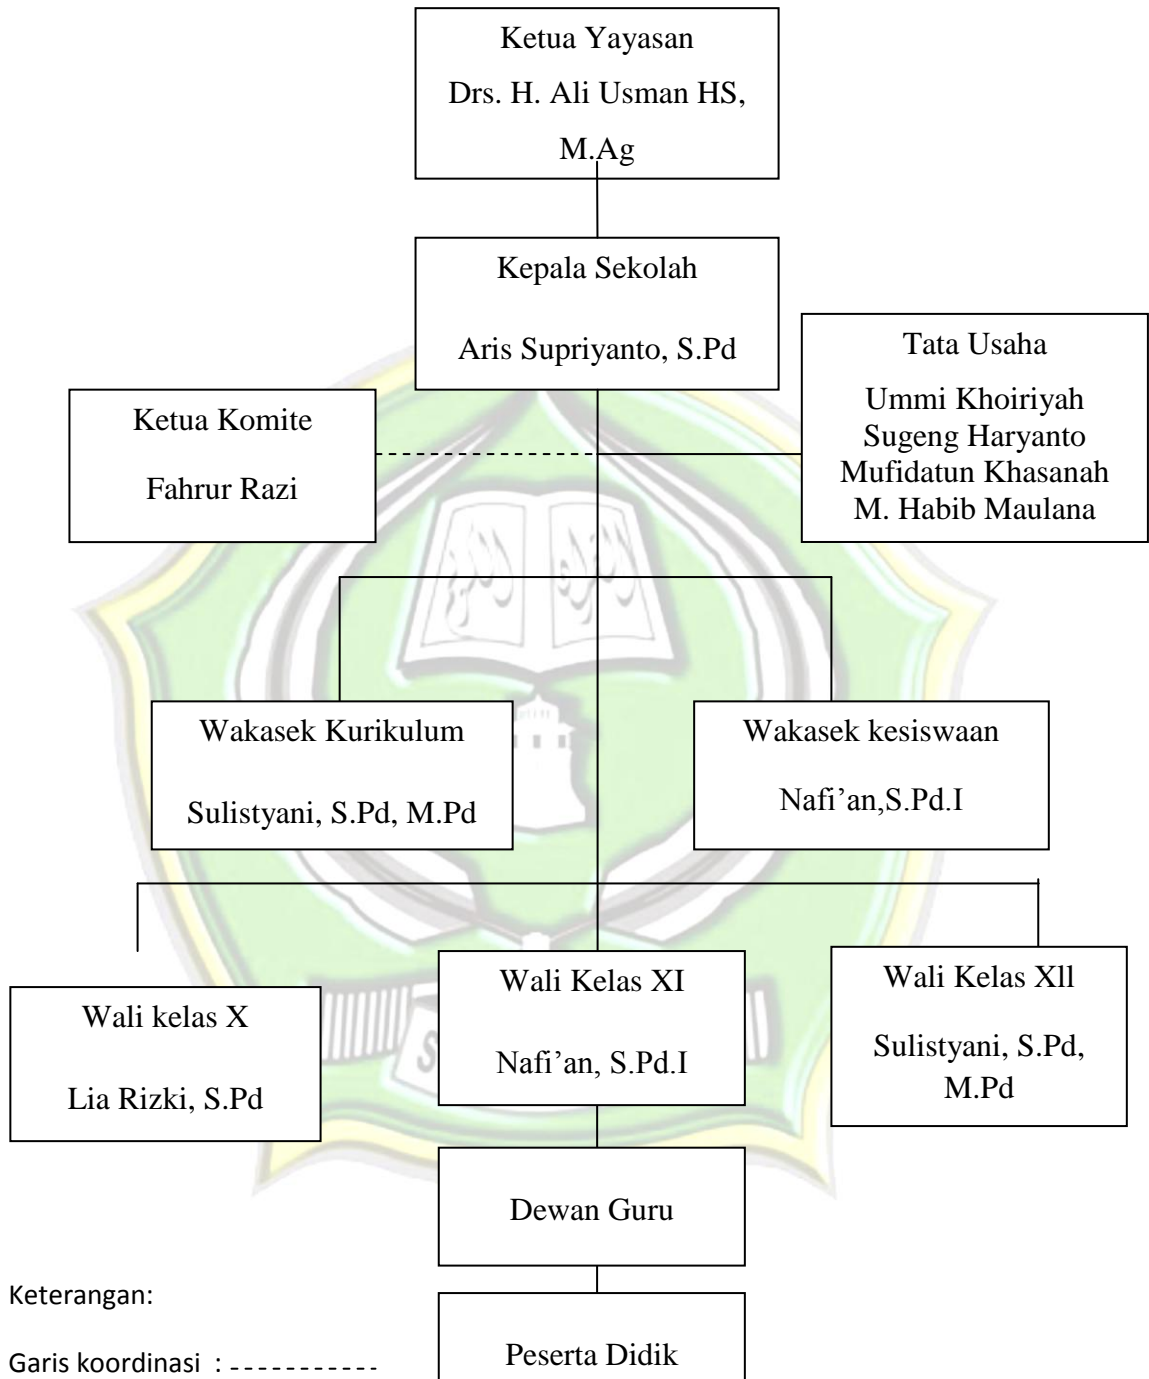 Ketua Yayasan
Drs. H. Ali Usman HS,
M.Ag
Kepala Sekolah
Aris Supriyanto, S.Pd
Tata Usaha
Ummi Khoiriyah
Sugeng Haryanto
Mufidatun Khasanah
M. Habib Maulana
Ketua Komite
Fahrur Razi
Wakasek Kurikulum
Sulistyani, S.Pd, M.Pd
Wakasek kesiswaan
Nafi’an,S.Pd.I
Wali kelas X
Lia Rizki, S.Pd
Wali Kelas XI
Nafi’an, S.Pd.I
Wali Kelas Xll
Sulistyani, S.Pd,
M.Pd
Dewan Guru
Peserta Didik
Keterangan:
Garis koordinasi : -----------